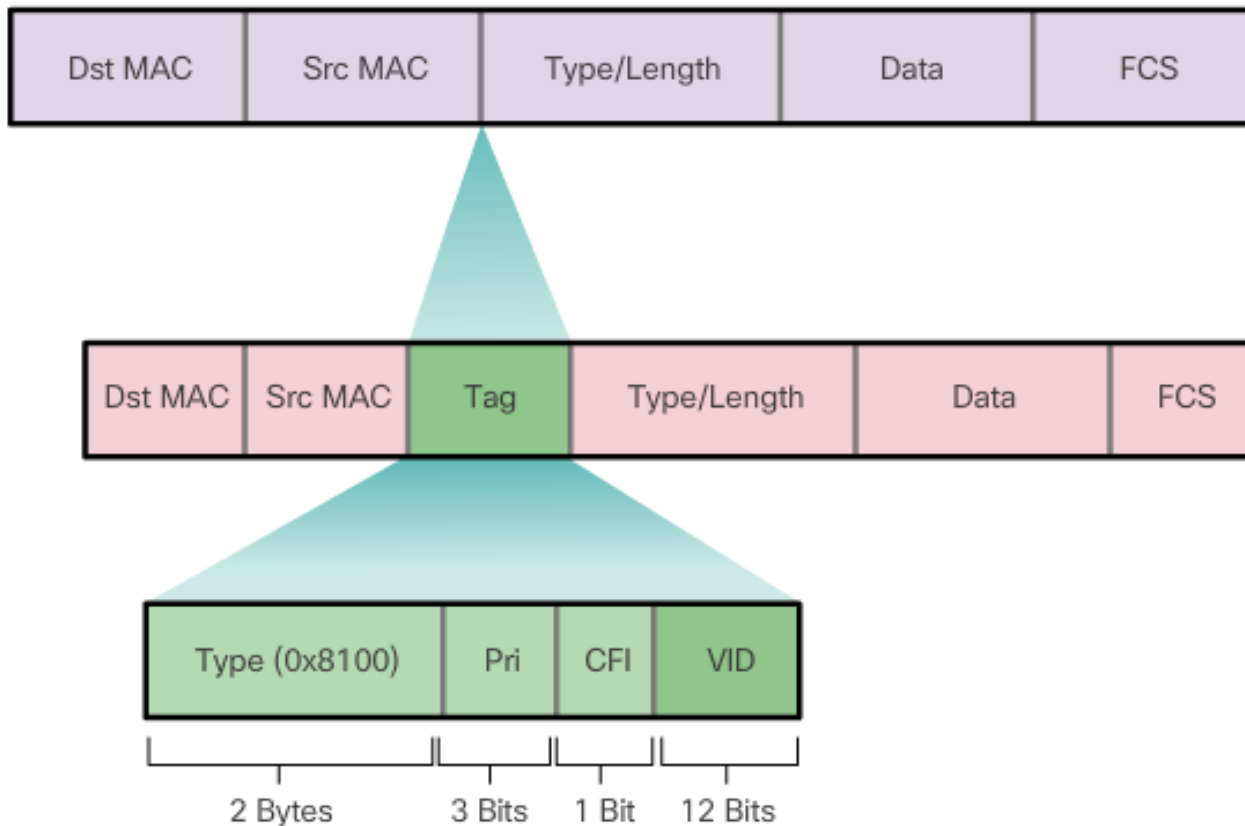 Dst MAC Src MAC Type/Length Data FCS
Dst MAC Src MAC Tag Type/Length Data FCS
Type (0x8100) Pri CFI VID
2 Bytes 3 Bits 1 Bit 12 Bits